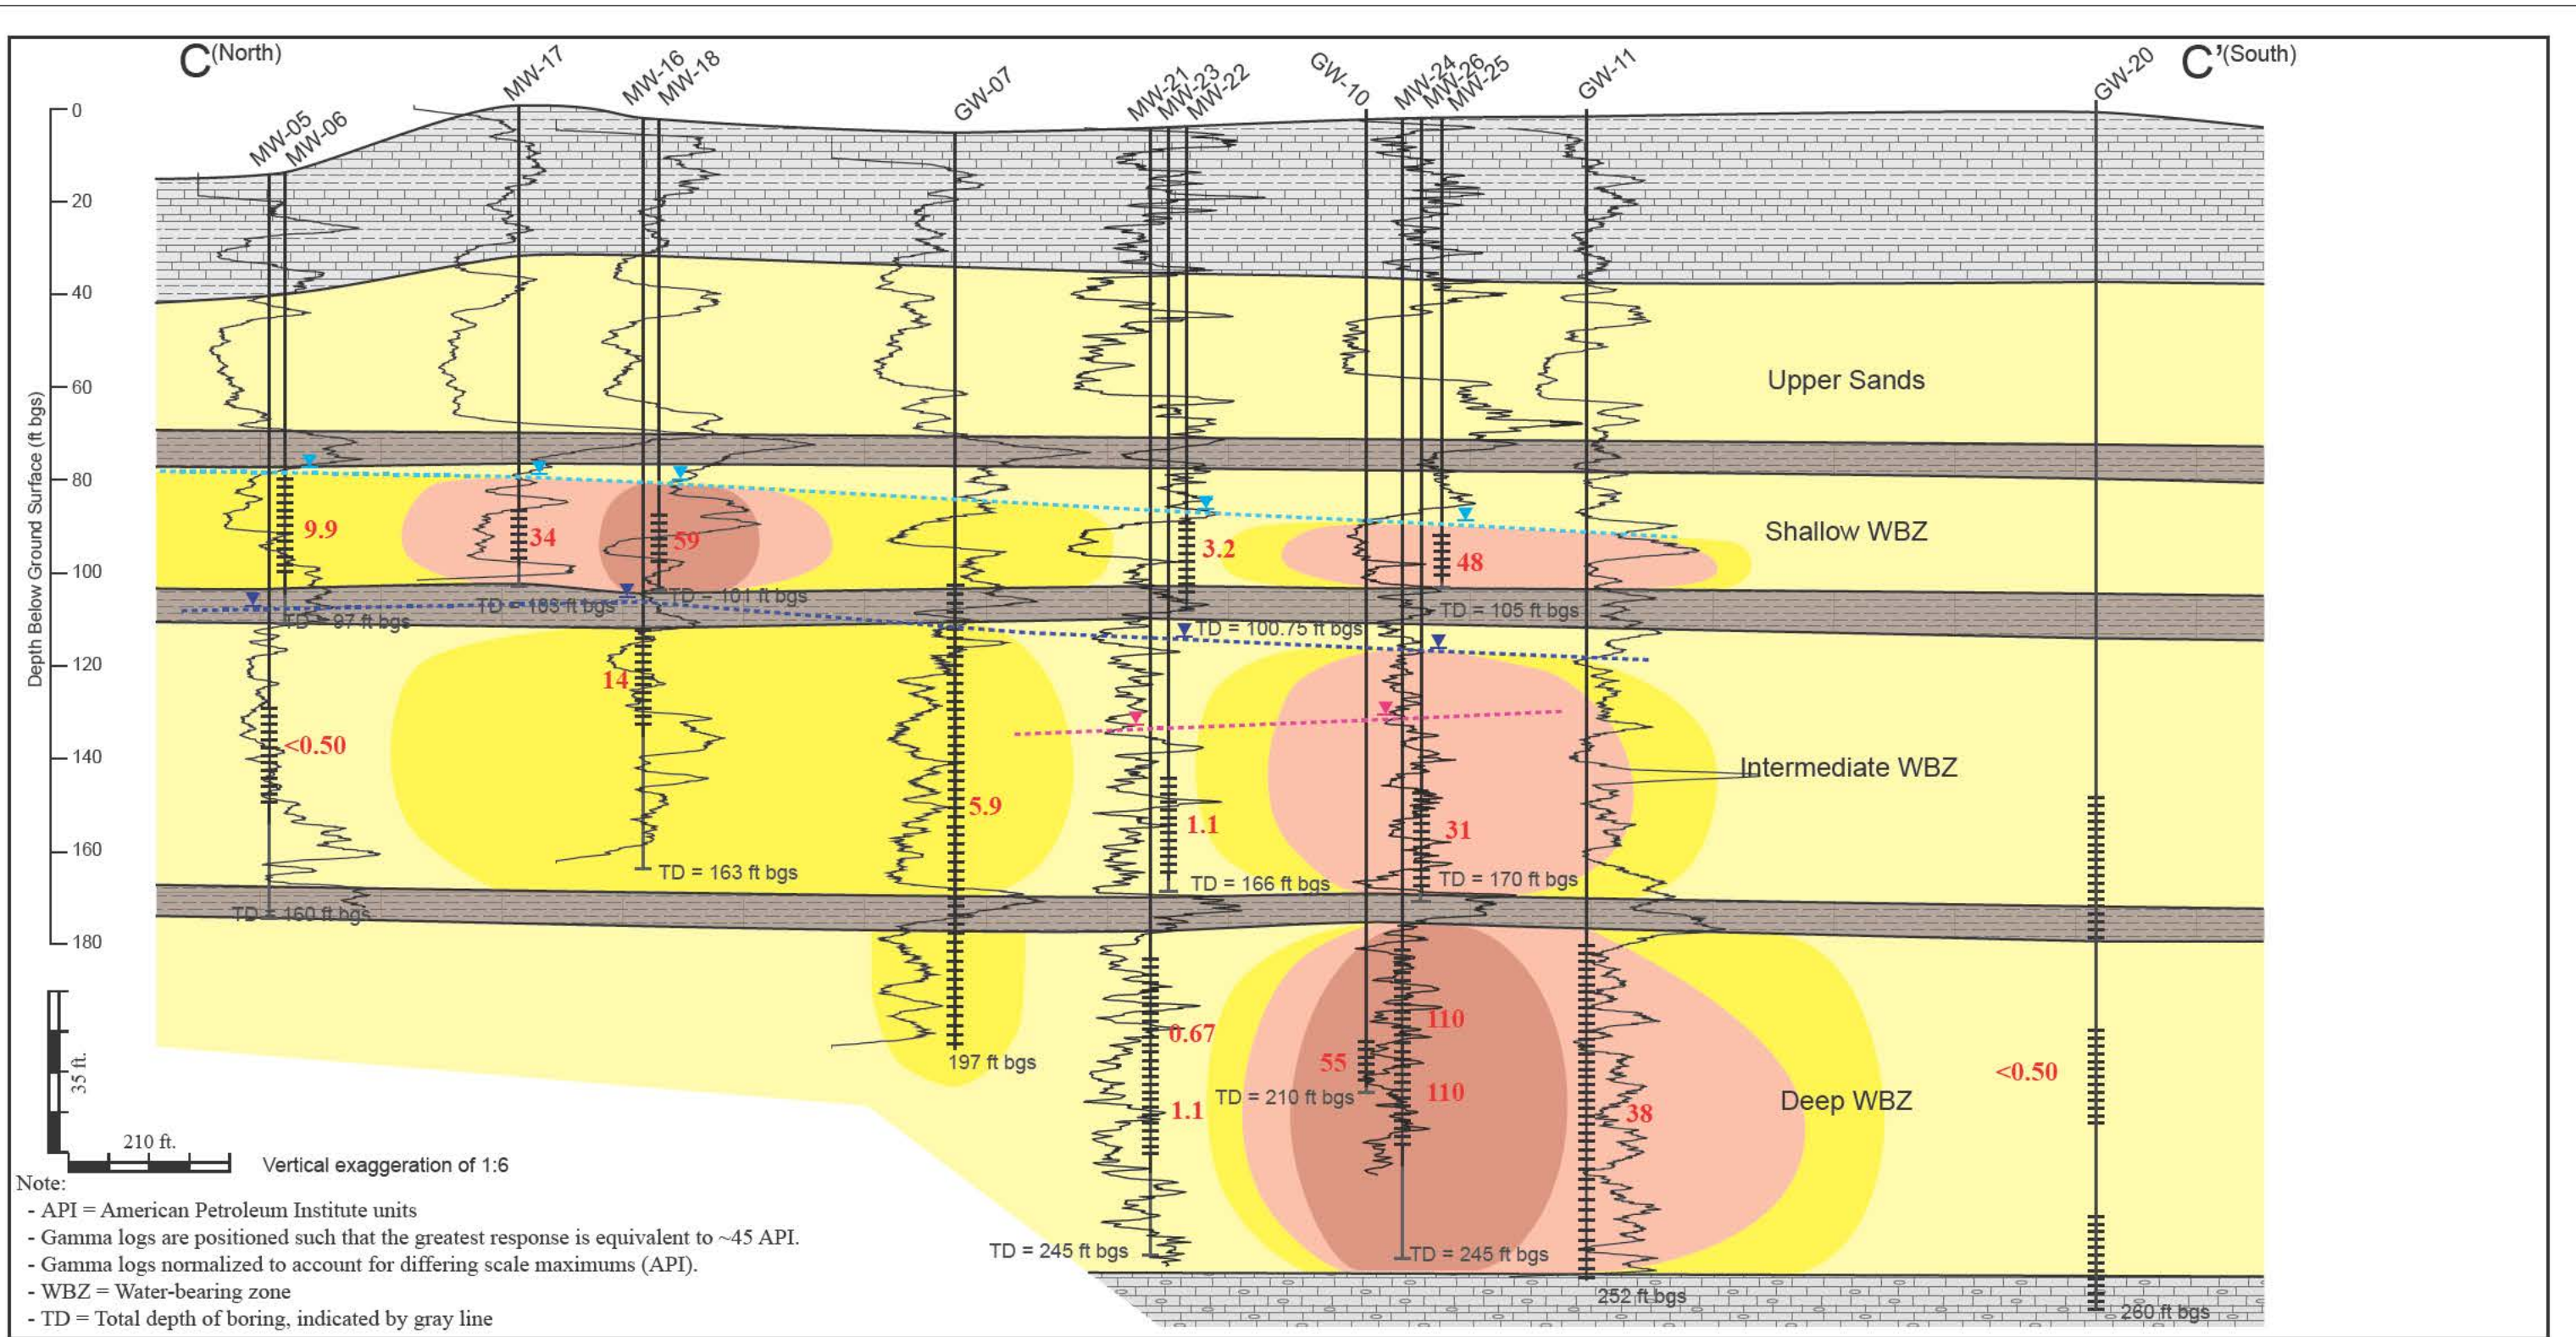 C (North)
C' (South)
MW-05
MW-06
MW-17
MW-16
MW-18
GW-07
MW-21
MW-23
MW-22
GW-10
MW-24
MW-26
MW-25
GW-11
GW-20
Depth Below Ground Surface (ft bgs)
0
20
40
60
80
100
120
140
160
180
Upper Sands
Shallow WBZ
Intermediate WBZ
Deep WBZ
9.9
34
59
3.2
48
TD = 97 ft bgs
TD = 103 ft bgs
TD = 101 ft bgs
TD = 100.75 ft bgs
TD = 105 ft bgs
<0.50
14
5.9
1.1
31
TD = 160 ft bgs
TD = 163 ft bgs
TD = 166 ft bgs
TD = 170 ft bgs
0.67
1.1
55
110
110
38
<0.50
197 ft bgs
TD = 210 ft bgs
TD = 245 ft bgs
TD = 245 ft bgs
252 ft bgs
260 ft bgs
35 ft.
210 ft.
Vertical exaggeration of 1:6
Note:
- API = American Petroleum Institute units
- Gamma logs are positioned such that the greatest response is equivalent to ~45 API.
- Gamma logs normalized to account for differing scale maximums (API).
- WBZ = Water-bearing zone
- TD = Total depth of boring, indicated by gray line